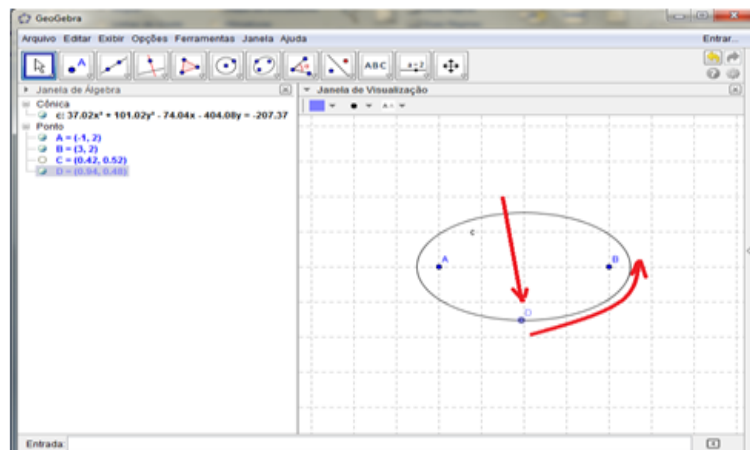 GeoGebra
Arquivo Editar Exibir Opções Ferramentas Janela Ajuda
Entrar...
ABC
a=2
Janela de Álgebra
Janela de Visualização
Cônica
c: 37.02x² + 101.02y² - 74.04x - 404.08y = -207.37
Ponto
A = (-1, 2)
B = (3, 2)
C = (0.42, 0.52)
D = (0.94, 0.48)
c
A
B
D
Entrada: